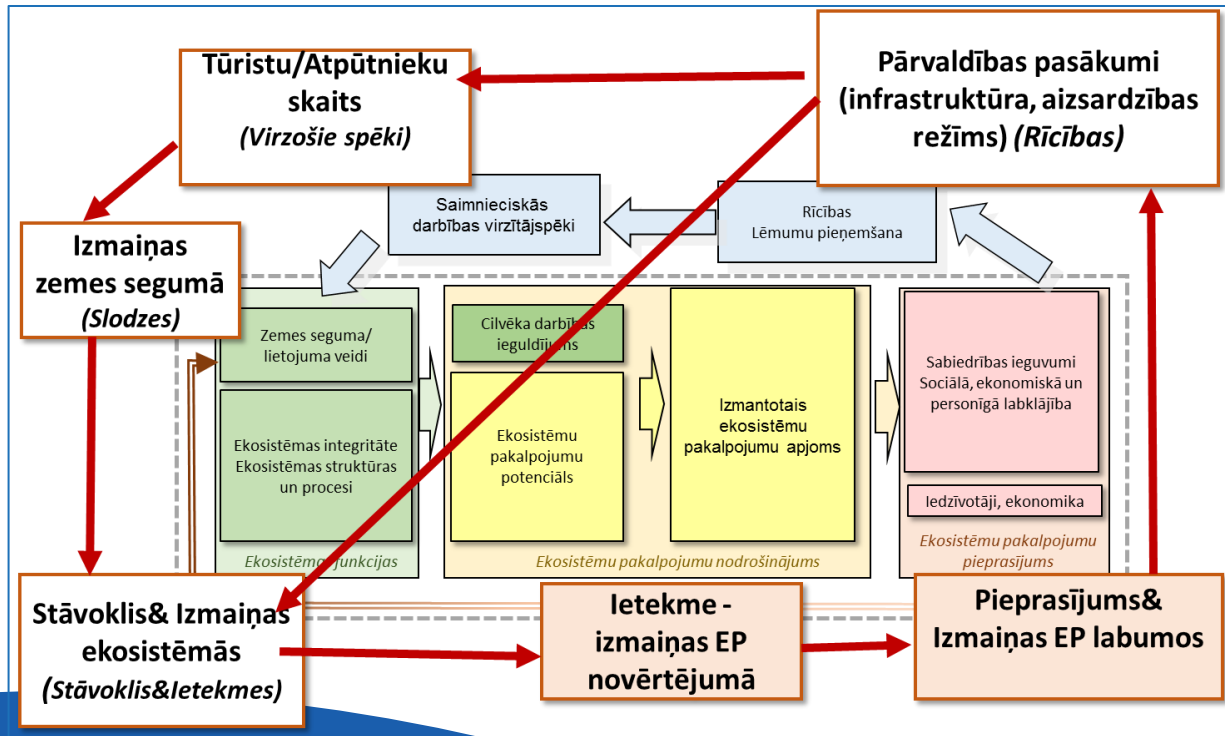 Tūristu/Atpūtnieku
skaits
(Virzošie spēki)
Pārvaldības pasākumi
(infrastruktūra, aizsardzības
režīms) (Rīcības)
Saimnieciskās
darbības virzītājspēki
Rīcības
Lēmumu pieņemšana
Izmaiņas
zemes segumā
(Slodzes)
Zemes seguma/
lietojuma veidi
Ekosistēmas integritāte
Ekosistēmas struktūras
un procesi
Ekosistēmas funkcijas
Cilvēka darbības
ieguldījums
Ekosistēmu
pakalpojumu
potenciāls
Izmantotais
ekosistēmu
pakalpojumu apjoms
Ekosistēmu pakalpojumu nodrošinājums
Sabiedrības ieguvumi
Sociālā, ekonomiskā un
personīgā labklājība
Iedzīvotāji, ekonomika
Ekosistēmu pakalpojumu
pieprasījums
Stāvoklis& Izmaiņas
ekosistēmās
(Stāvoklis&Ietekmes)
Ietekme -
izmaiņas EP
novērtējumā
Pieprasījums&
Izmaiņas EP labumos